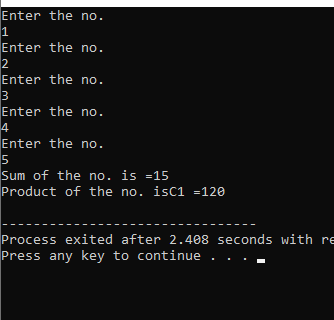 Enter the no.
1
Enter the no.
2
Enter the no.
3
Enter the no.
4
Enter the no.
5
Sum of the no. is =15
Product of the no. isC1 =120
--------------------------------
Process exited after 2.408 seconds with re
Press any key to continue . . .